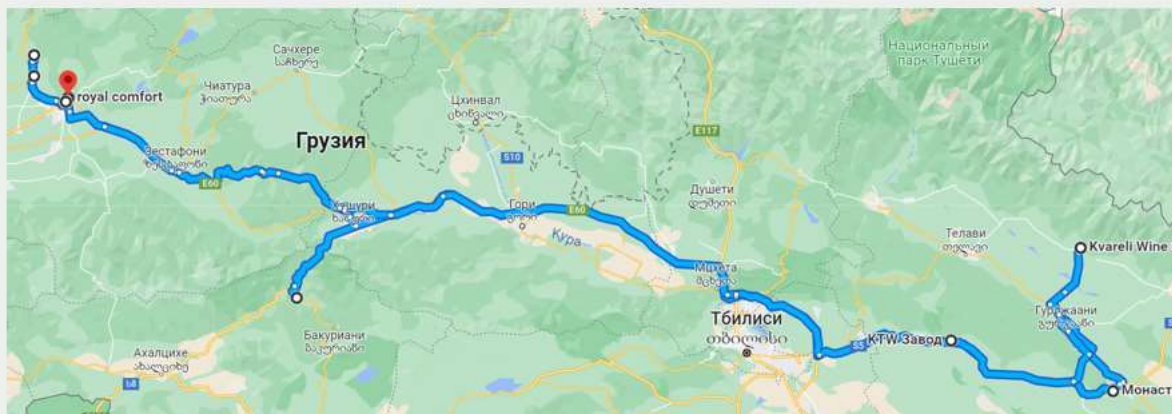 Национальный
парк Тушети
Сачхере
საჩხერე
Чиатура
ჭიათურა
royal comfort
Цхинвал
ცხინვალი
E117
Грузия
Зестафони
ზესტაფონი
S10
E60
Душети
დუშეთი
Хашури
ხაშური
Гори
გორი
E60
Кура
Телави
თელავი
Kvareli Wine
Мцхета
მცხეთა
Гурджаани
გურჯაანი
Тбилиси
თბილისი
Бакуриани
ბაკურიანი
S5
KTW Завод
Ахалцихе
ახალციხე
Монаст